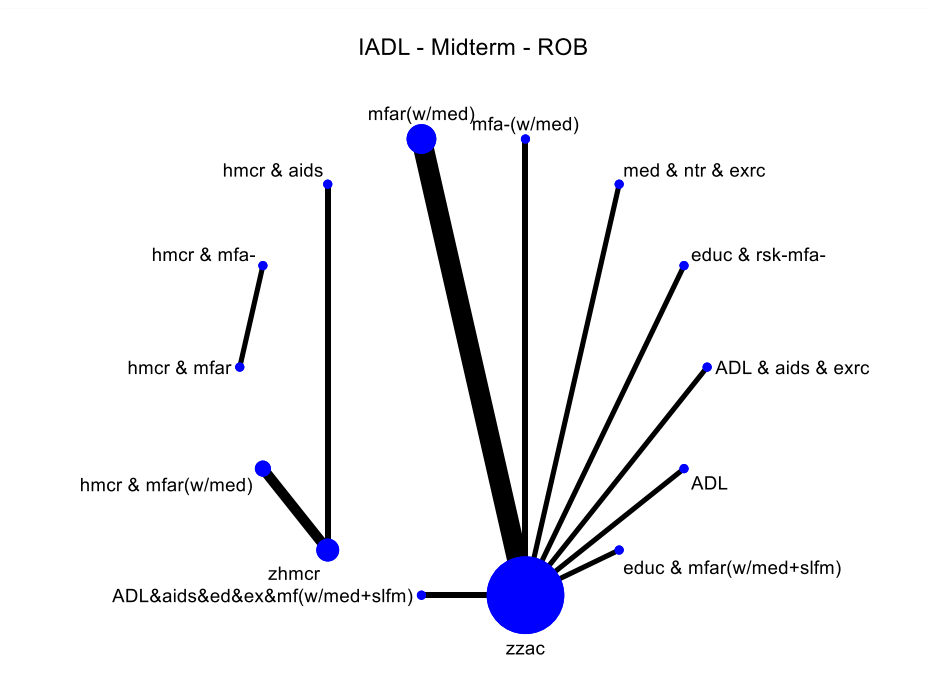 IADL - Midterm - ROB
mfar(w/med)
mfa-(w/med)
hmcr & aids
med & ntr & exrc
hmcr & mfa-
educ & rsk-mfa-
hmcr & mfar
ADL & aids & exrc
hmcr & mfar(w/med)
ADL
zhmcr
educ & mfar(w/med+slfm)
ADL&aids&ed&ex&mf(w/med+slfm)
zzac